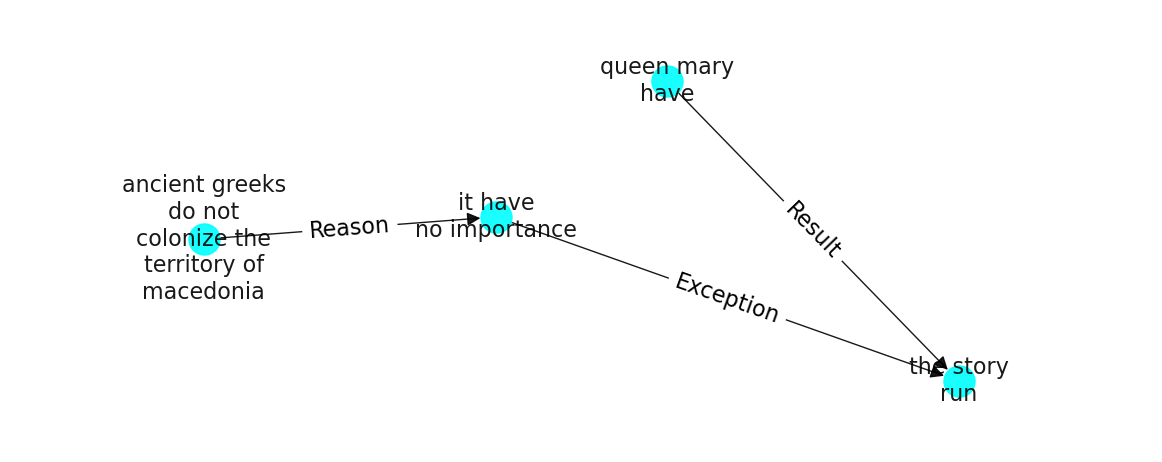 queen mary
have
ancient greeks
do not
colonize the
territory of
macedonia
Reason
it have
no importance
Result
Exception
the story
run